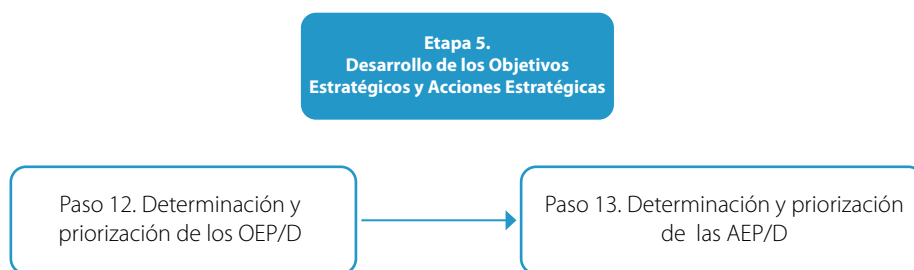 Etapa 5.
Desarrollo de los Objetivos
Estratégicos y Acciones Estratégicas
Paso 12. Determinación y
priorización de los OEP/D
Paso 13. Determinación y priorización
de las AEP/D